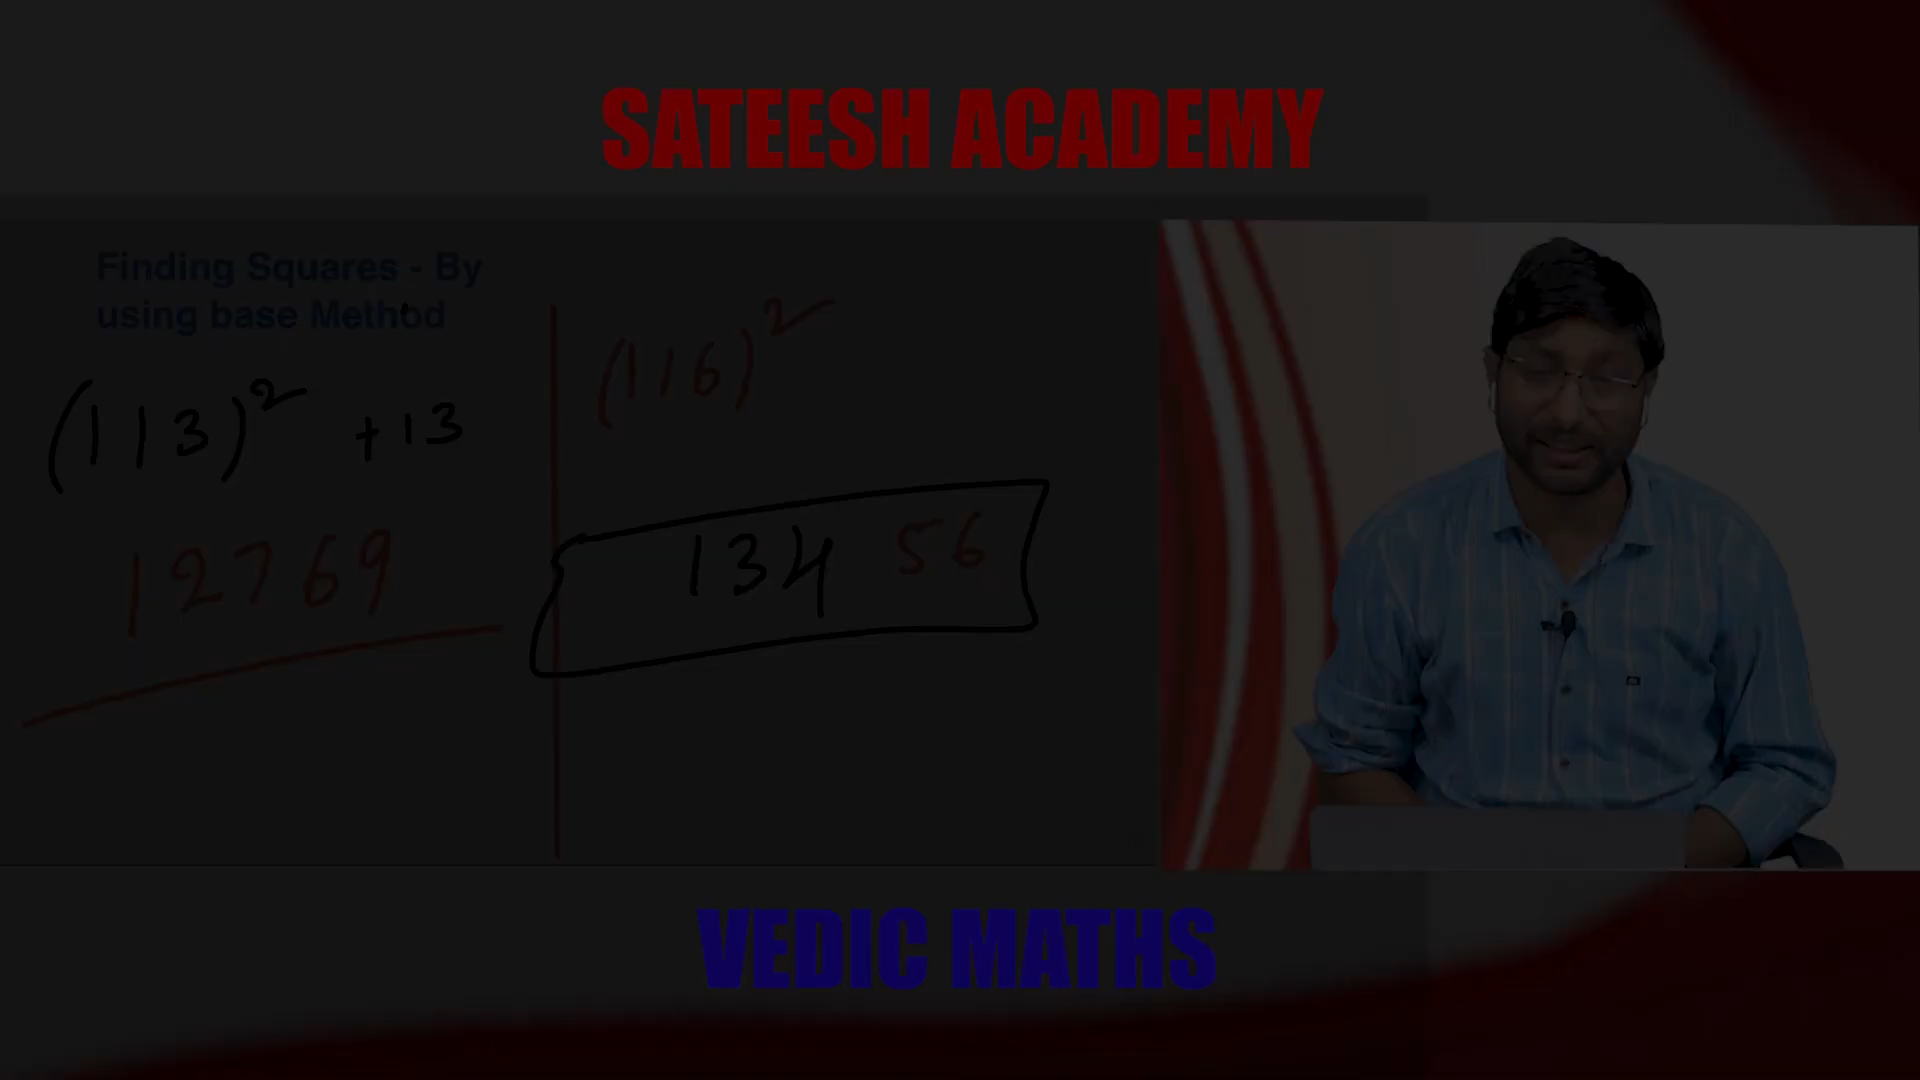 SATEESH ACADEMY
Finding Squares - By
using base Method
(113)² +13
12769
(116)²
134 56
VEDIC MATHS